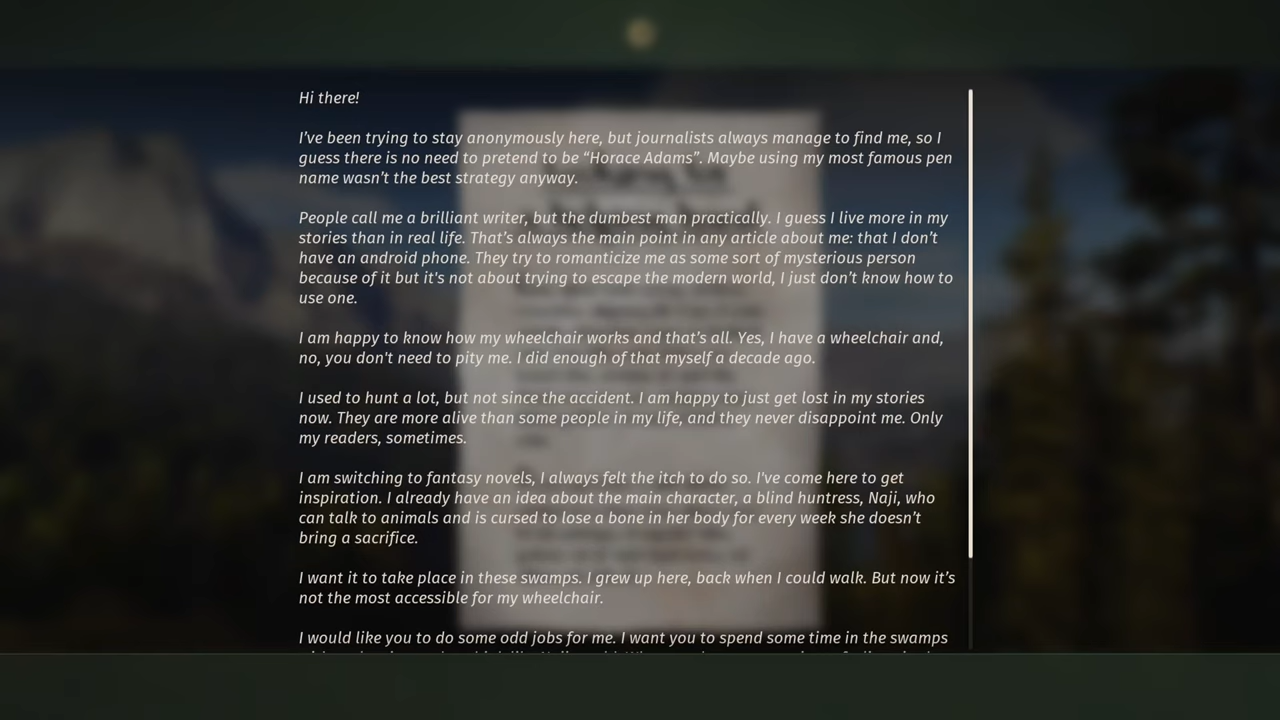 Hi there!
I've been trying to stay anonymously here, but journalists always manage to find me, so I
guess there is no need to pretend to be “Horace Adams”. Maybe using my most famous pen
name wasn't the best strategy anyway.
People call me a brilliant writer, but the dumbest man practically. I guess I live more in my
stories than in real life. That's always the main point in any article about me: that I don't
have an android phone. They try to romanticize me as some sort of mysterious person
because of it but it's not about trying to escape the modern world, I just don't know how to
use one.
I am happy to know how my wheelchair works and that's all. Yes, I have a wheelchair and,
no, you don't need to pity me. I did enough of that myself a decade ago.
I used to hunt a lot, but not since the accident. I am happy to just get lost in my stories
now. They are more alive than some people in my life, and they never disappoint me. Only
my readers, sometimes.
I am switching to fantasy novels, I always felt the itch to do so. I've come here to get
inspiration. I already have an idea about the main character, a blind huntress, Naji, who
can talk to animals and is cursed to lose a bone in her body for every week she doesn't
bring a sacrifice.
I want it to take place in these swamps. I grew up here, back when I could walk. But now it's
not the most accessible for my wheelchair.
I would like you to do some odd jobs for me. I want you to spend some time in the swamps